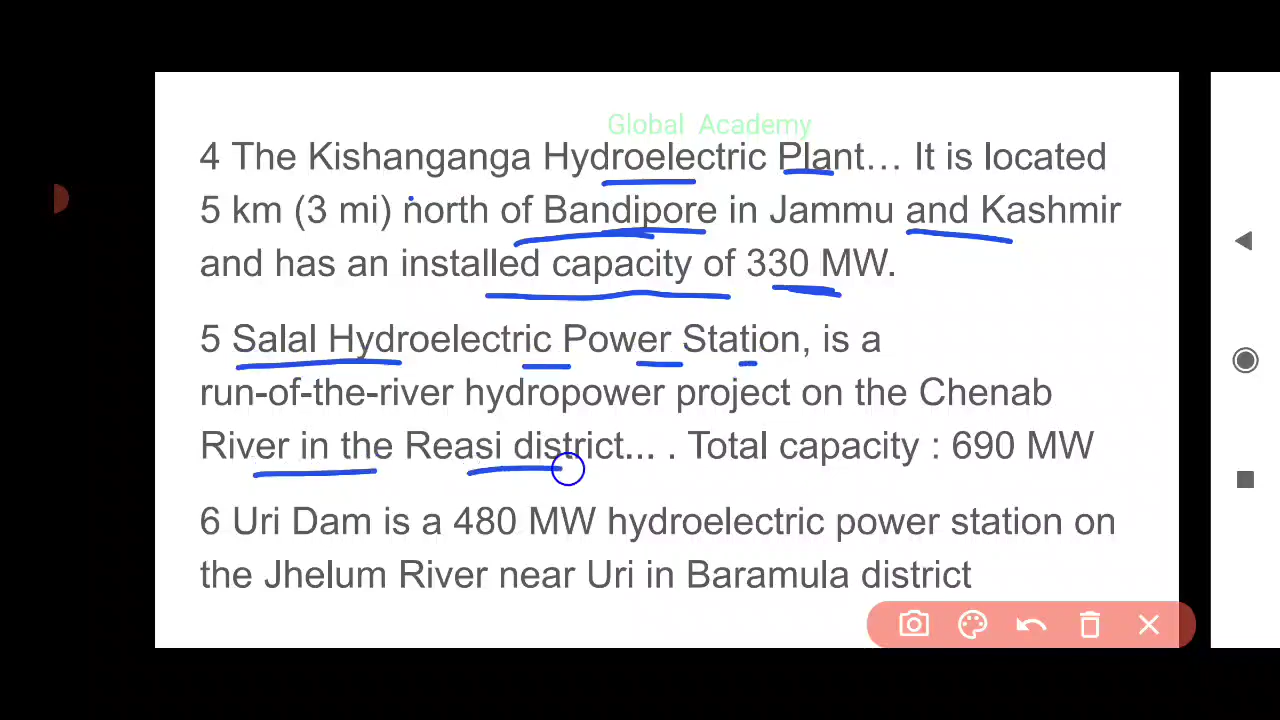 Global Academy
4 The Kishanganga Hydroelectric Plant... It is located
5 km (3 mi) north of Bandipore in Jammu and Kashmir
and has an installed capacity of 330 MW.
5 Salal Hydroelectric Power Station, is a
run-of-the-river hydropower project on the Chenab
River in the Reasi district... . Total capacity : 690 MW
6 Uri Dam is a 480 MW hydroelectric power station on
the Jhelum River near Uri in Baramula district